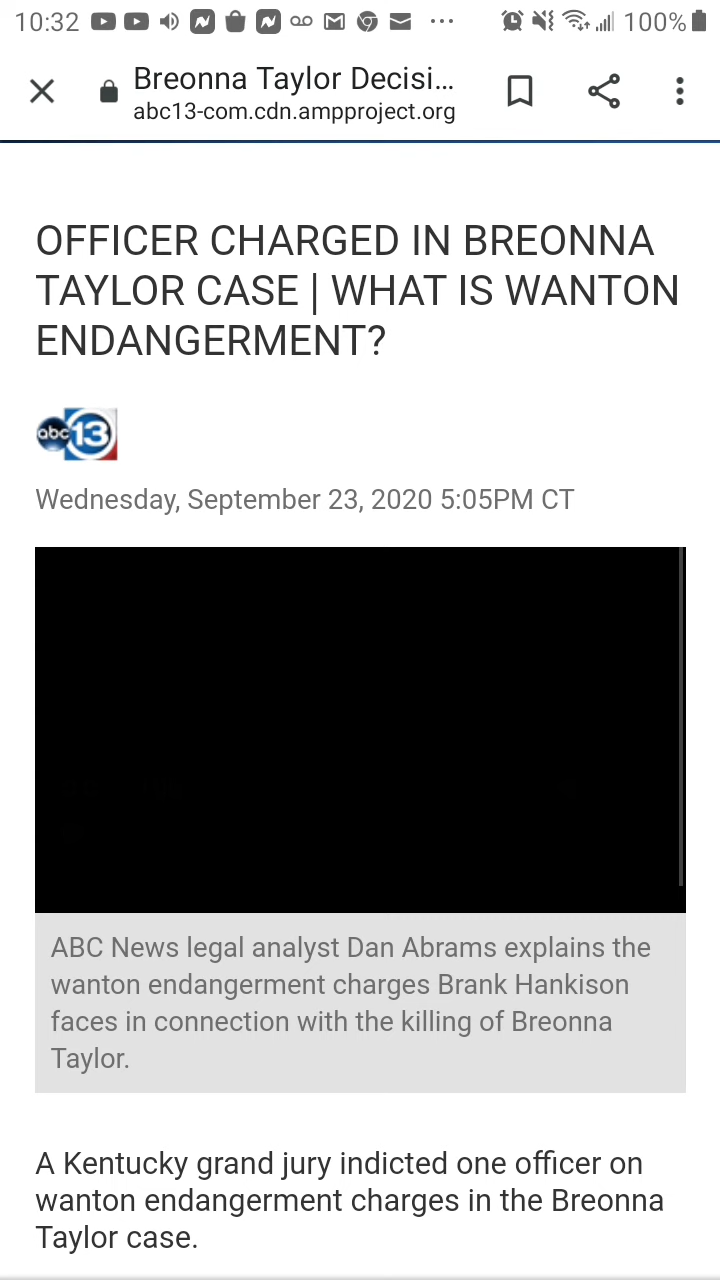 10:32 100%
Breonna Taylor Decisi...
abc13-com.cdn.ampproject.org
OFFICER CHARGED IN BREONNA
TAYLOR CASE | WHAT IS WANTON
ENDANGERMENT?
abc 13
Wednesday, September 23, 2020 5:05PM CT
ABC News legal analyst Dan Abrams explains the
wanton endangerment charges Brank Hankison
faces in connection with the killing of Breonna
Taylor.
A Kentucky grand jury indicted one officer on
wanton endangerment charges in the Breonna
Taylor case.